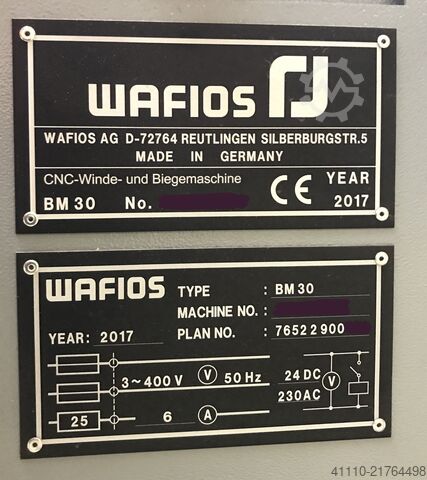 WAFIOS
WAFIOS AG D-72764 REUTLINGEN SILBERBURGSTR.5
MADE IN GERMANY
CNC-Winde- und Biegemaschine CE YEAR
BM 30 No. 2017
WAFIOS TYPE : BM 30
MACHINE NO. :
YEAR: 2017 PLAN NO. : 7652 2 900
3~400 V V 50 Hz 24 DC V
230AC
25 6 A
41110-21764498